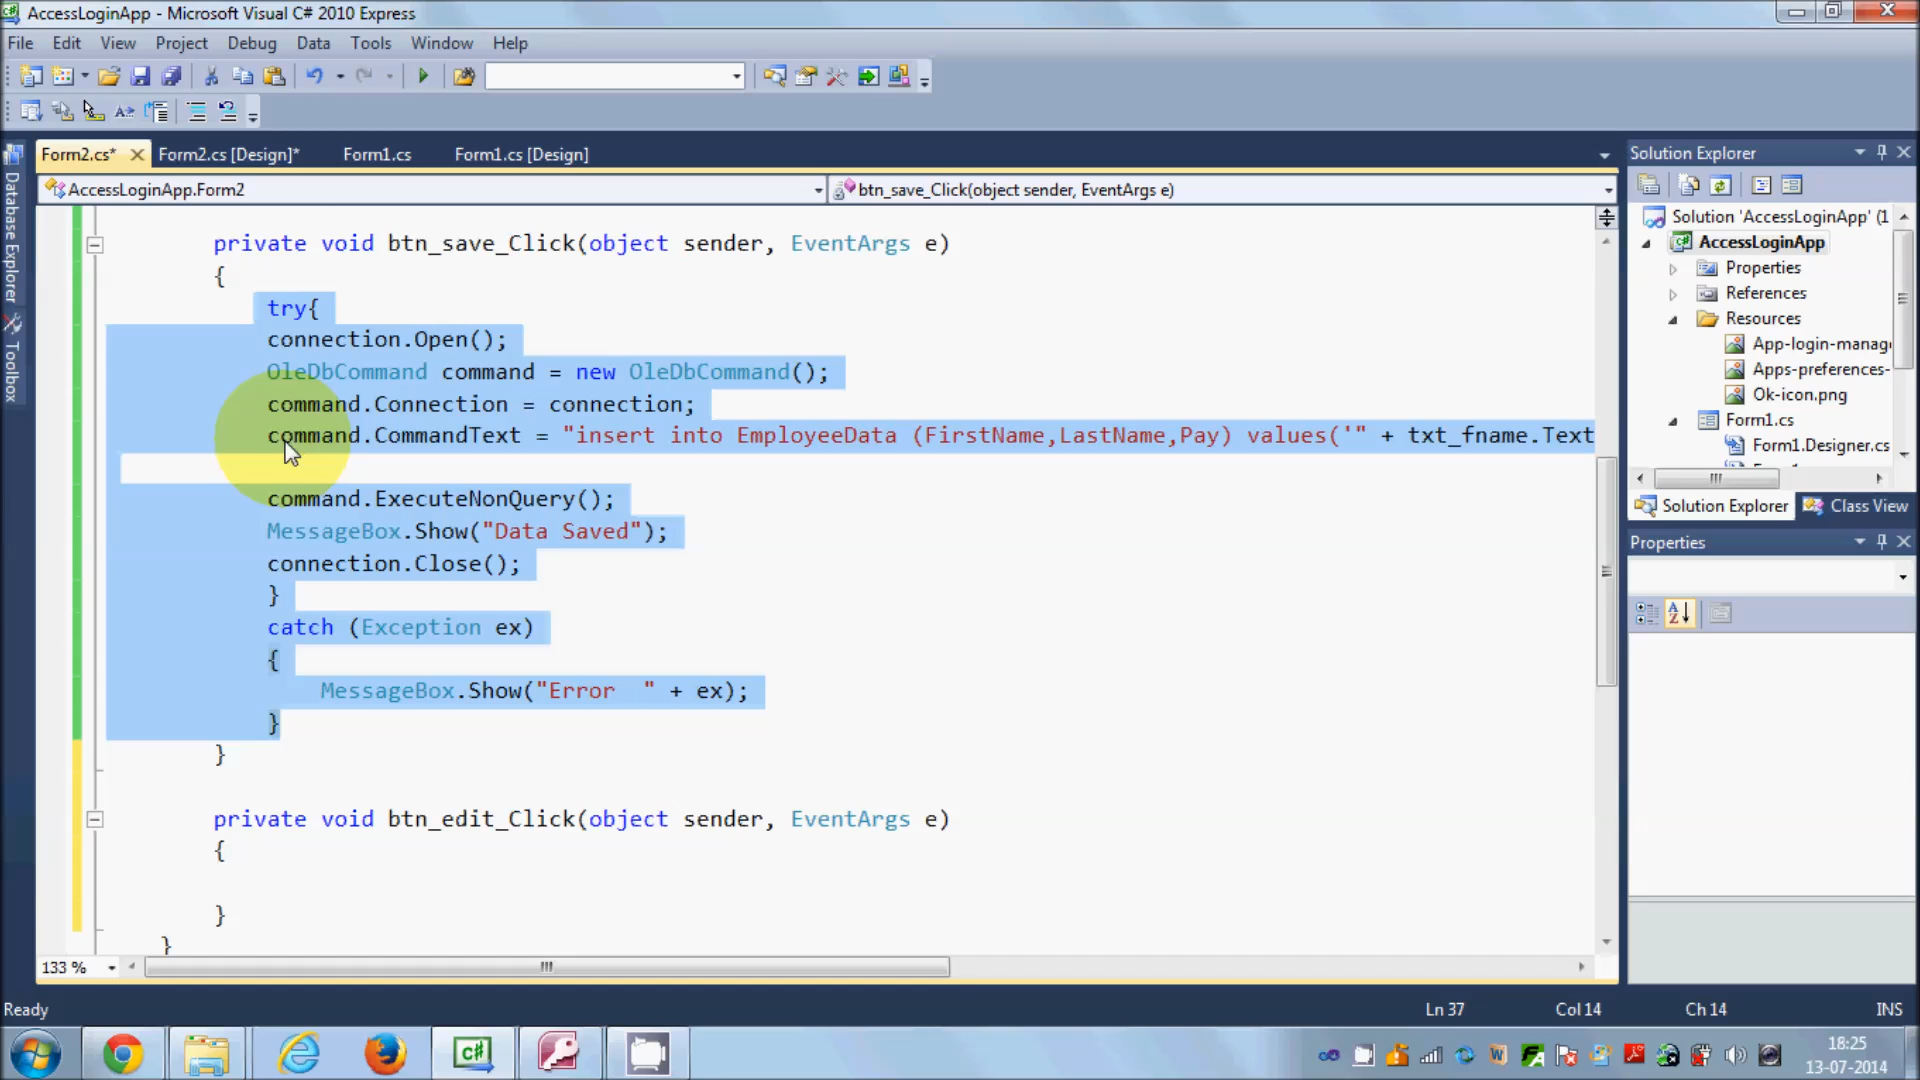 AccessLoginApp - Microsoft Visual C# 2010 Express
File Edit View Project Debug Data Tools Window Help
Form2.cs* Form2.cs [Design]* Form1.cs Form1.cs [Design]
Solution Explorer
AccessLoginApp.Form2
btn_save_Click(object sender, EventArgs e)
Database Explorer
Toolbox
private void btn_save_Click(object sender, EventArgs e)
{
try{
connection.Open();
OleDbCommand command = new OleDbCommand();
command.Connection = connection;
command.CommandText = "insert into EmployeeData (FirstName,LastName,Pay) values('" + txt_fname.Text
command.ExecuteNonQuery();
MessageBox.Show("Data Saved");
connection.Close();
}
catch (Exception ex)
{
MessageBox.Show("Error  " + ex);
}
}
private void btn_edit_Click(object sender, EventArgs e)
{
}
}
Solution 'AccessLoginApp' (1
AccessLoginApp
Properties
References
Resources
App-login-manag
Apps-preferences-
Ok-icon.png
Form1.cs
Form1.Designer.cs
Solution Explorer Class View
Properties
133 %
Ready
Ln 37 Col 14 Ch 14 INS
18:25
13-07-2014